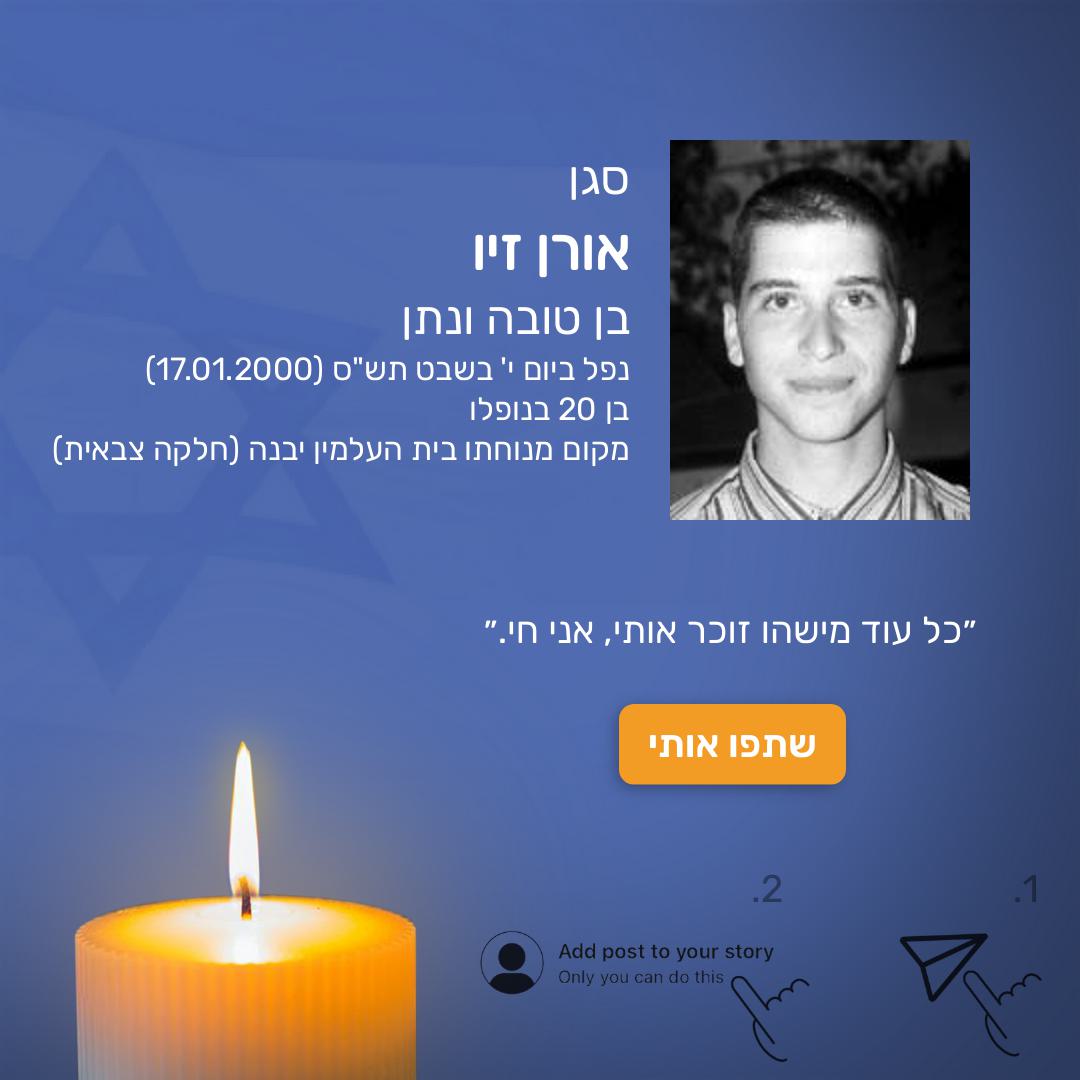 סגן
אורן זיו
בן טובה ונתן
נפל ביום י' בשבט תש"ס (17.01.2000)
בן 20 בנופלו
מקום מנוחתו בית העלמין יבנה (חלקה צבאית)
״כל עוד מישהו זוכר אותי, אני חי.״
שתפו אותי
1.
2.
Add post to your story
Only you can do this